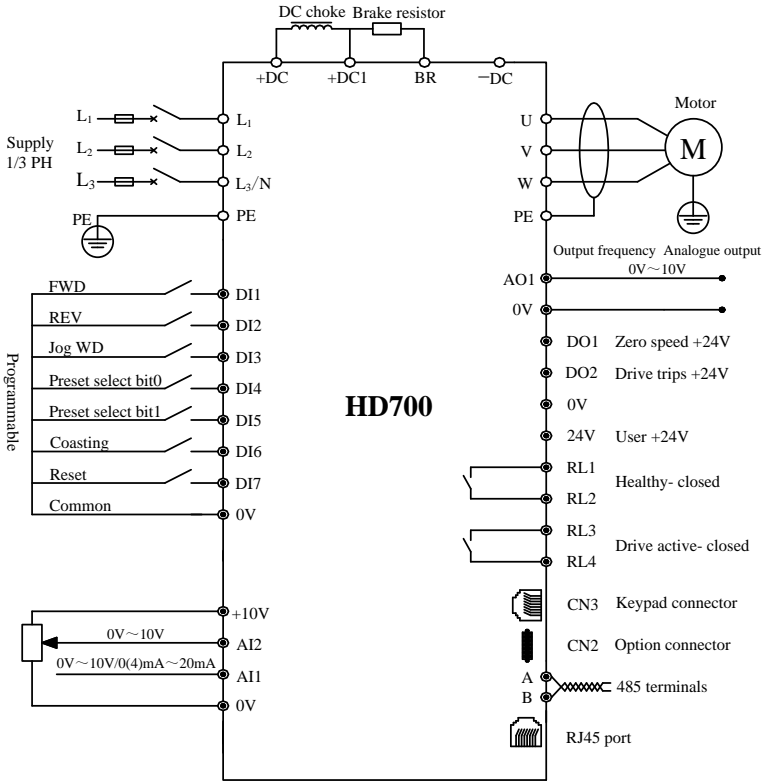 DC choke Brake resistor
+DC +DC1 BR −DC
Supply
1/3 PH
L₁ L₁
L₂ L₂
L₃ L₃/N
PE PE
FWD DI1
REV DI2
Jog WD DI3
Preset select bit0 DI4
Preset select bit1 DI5
Coasting DI6
Reset DI7
Common 0V
Programmable
+10V
0V～10V AI2
0V～10V/0(4)mA～20mA AI1
0V
HD700
Motor
M
U
V
W
PE
Output frequency Analogue output
0V～10V
AO1
0V
DO1 Zero speed +24V
DO2 Drive trips +24V
0V
24V User +24V
RL1
Healthy- closed
RL2
RL3
Drive active- closed
RL4
CN3 Keypad connector
CN2 Option connector
A
485 terminals
B
RJ45 port